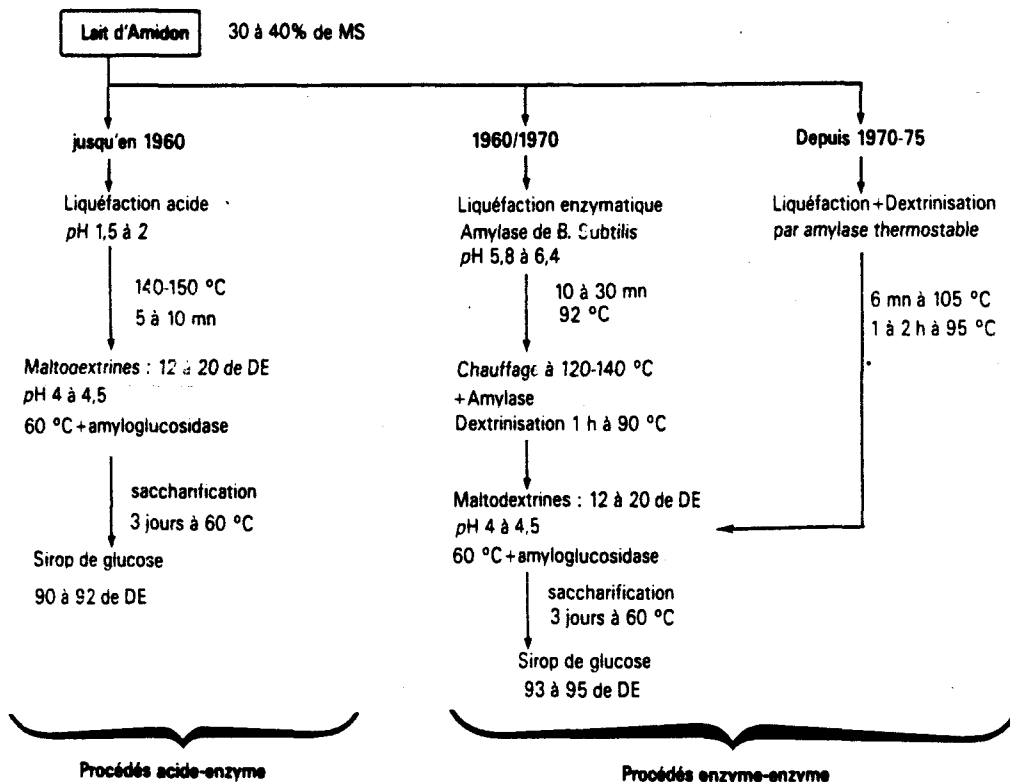 Lait d'Amidon
30 à 40% de MS
jusqu'en 1960
Liquéfaction acide
pH 1,5 à 2
140-150 °C
5 à 10 mn
Maltodextrines : 12 à 20 de DE
pH 4 à 4,5
60 °C+amyloglucosidase
saccharification
3 jours à 60 °C
Sirop de glucose
90 à 92 de DE
Procédés acide-enzyme
1960/1970
Liquéfaction enzymatique
Amylase de B. Subtilis
pH 5,8 à 6,4
10 à 30 mn
92 °C
Chauffage à 120-140 °C
+Amylase
Dextrinisation 1 h à 90 °C
Maltodextrines : 12 à 20 de DE
pH 4 à 4,5
60 °C+amyloglucosidase
saccharification
3 jours à 60 °C
Sirop de glucose
93 à 95 de DE
Depuis 1970-75
Liquéfaction+Dextrinisation
par amylase thermostable
6 mn à 105 °C
1 à 2 h à 95 °C
Procédés enzyme-enzyme